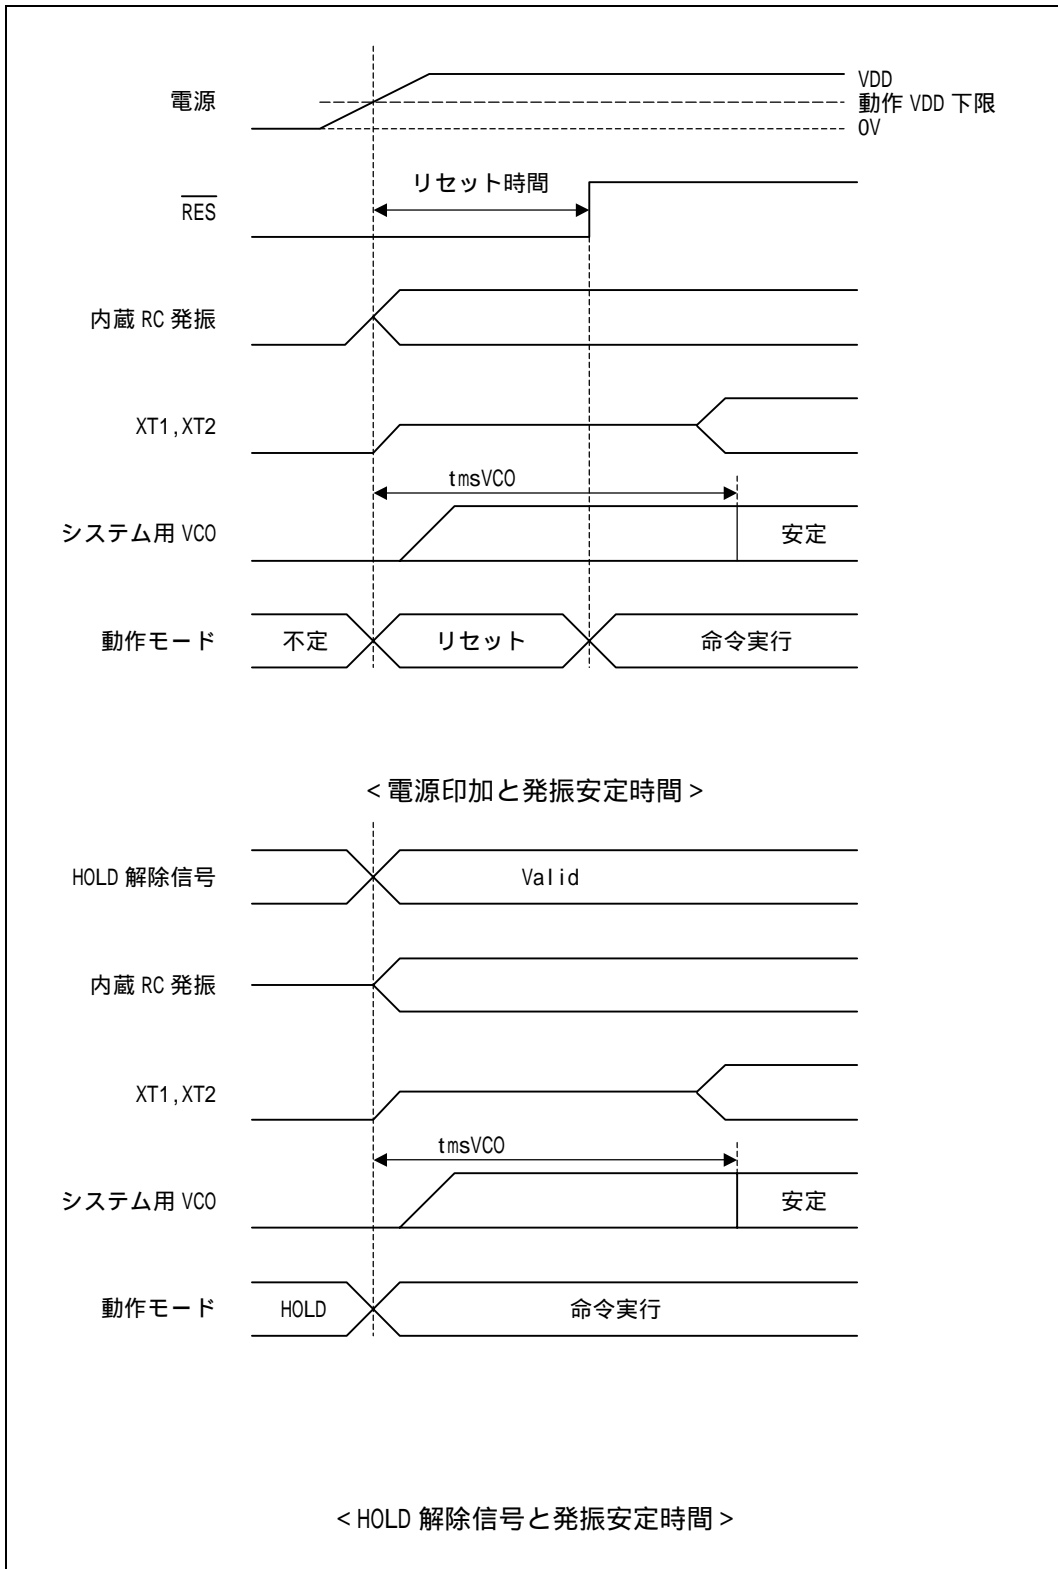 電源
VDD
動作 VDD 下限
0V
リセット時間
RES
内蔵 RC 発振
XT1,XT2
tmsVCO
システム用 VCO
安定
動作モード
不定
リセット
命令実行
<電源印加と発振安定時間>
HOLD 解除信号
Valid
内蔵 RC 発振
XT1,XT2
tmsVCO
システム用 VCO
安定
動作モード
HOLD
命令実行
<HOLD 解除信号と発振安定時間>